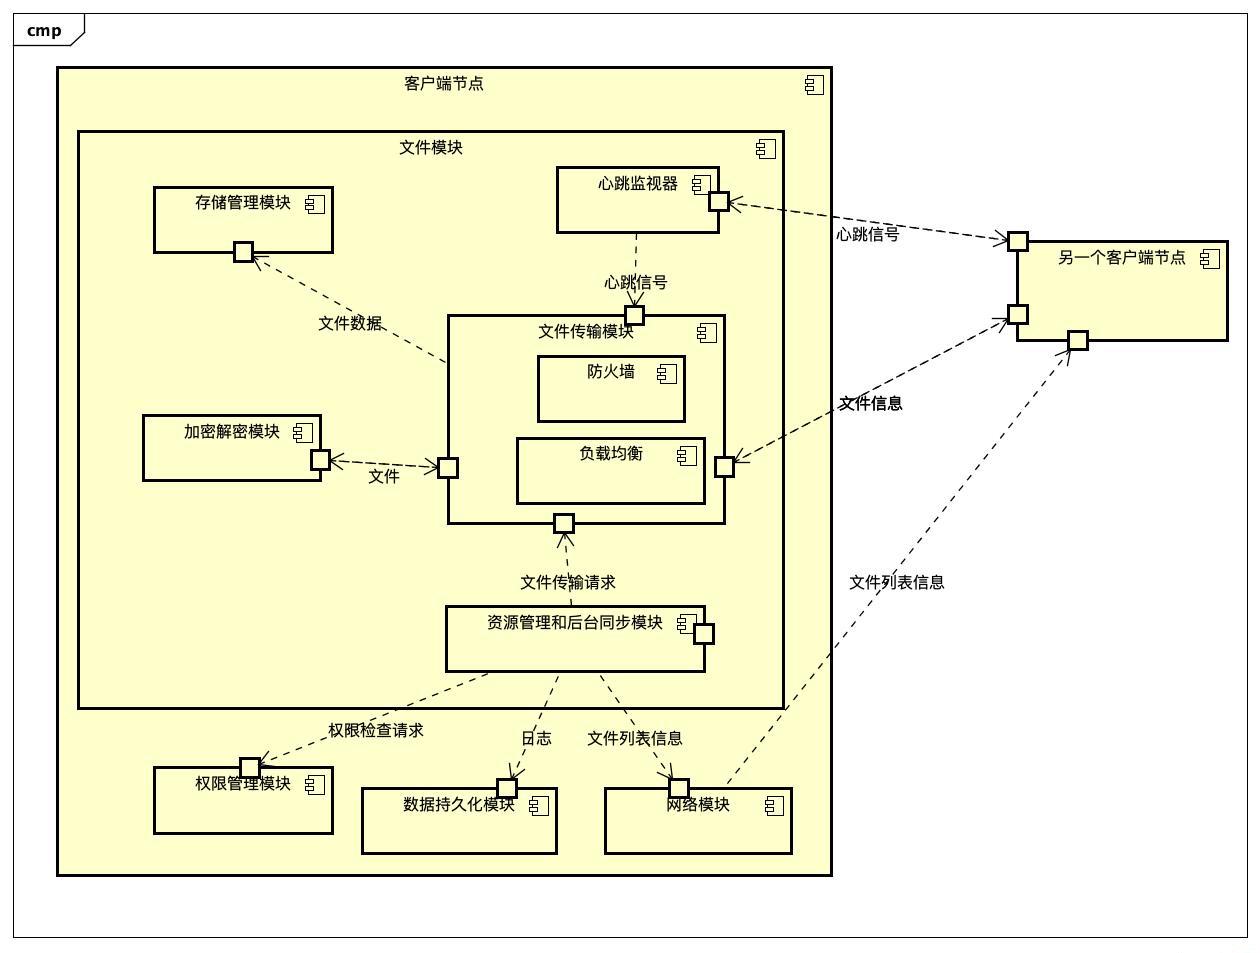 cmp
客户端节点
文件模块
心跳监视器
存储管理模块
心跳信号
另一个客户端节点
心跳信号
文件数据
文件传输模块
防火墙
文件信息
加密解密模块
负载均衡
文件
文件传输请求
文件列表信息
资源管理和后台同步模块
权限检查请求
日志
文件列表信息
权限管理模块
数据持久化模块
网络模块